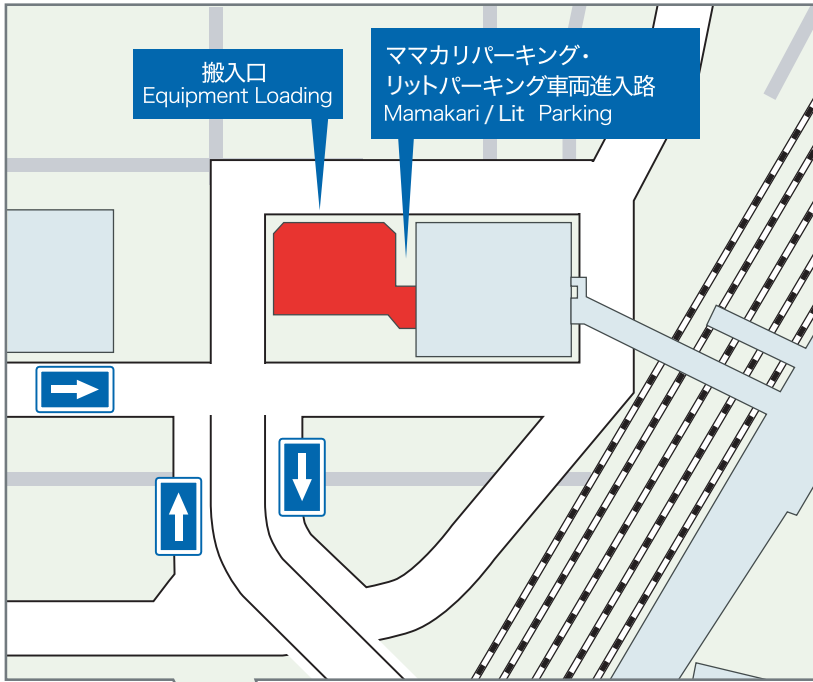 搬入口
Equipment Loading
ママカリパーキング・
リットパーキング車両進入路
Mamakari / Lit Parking